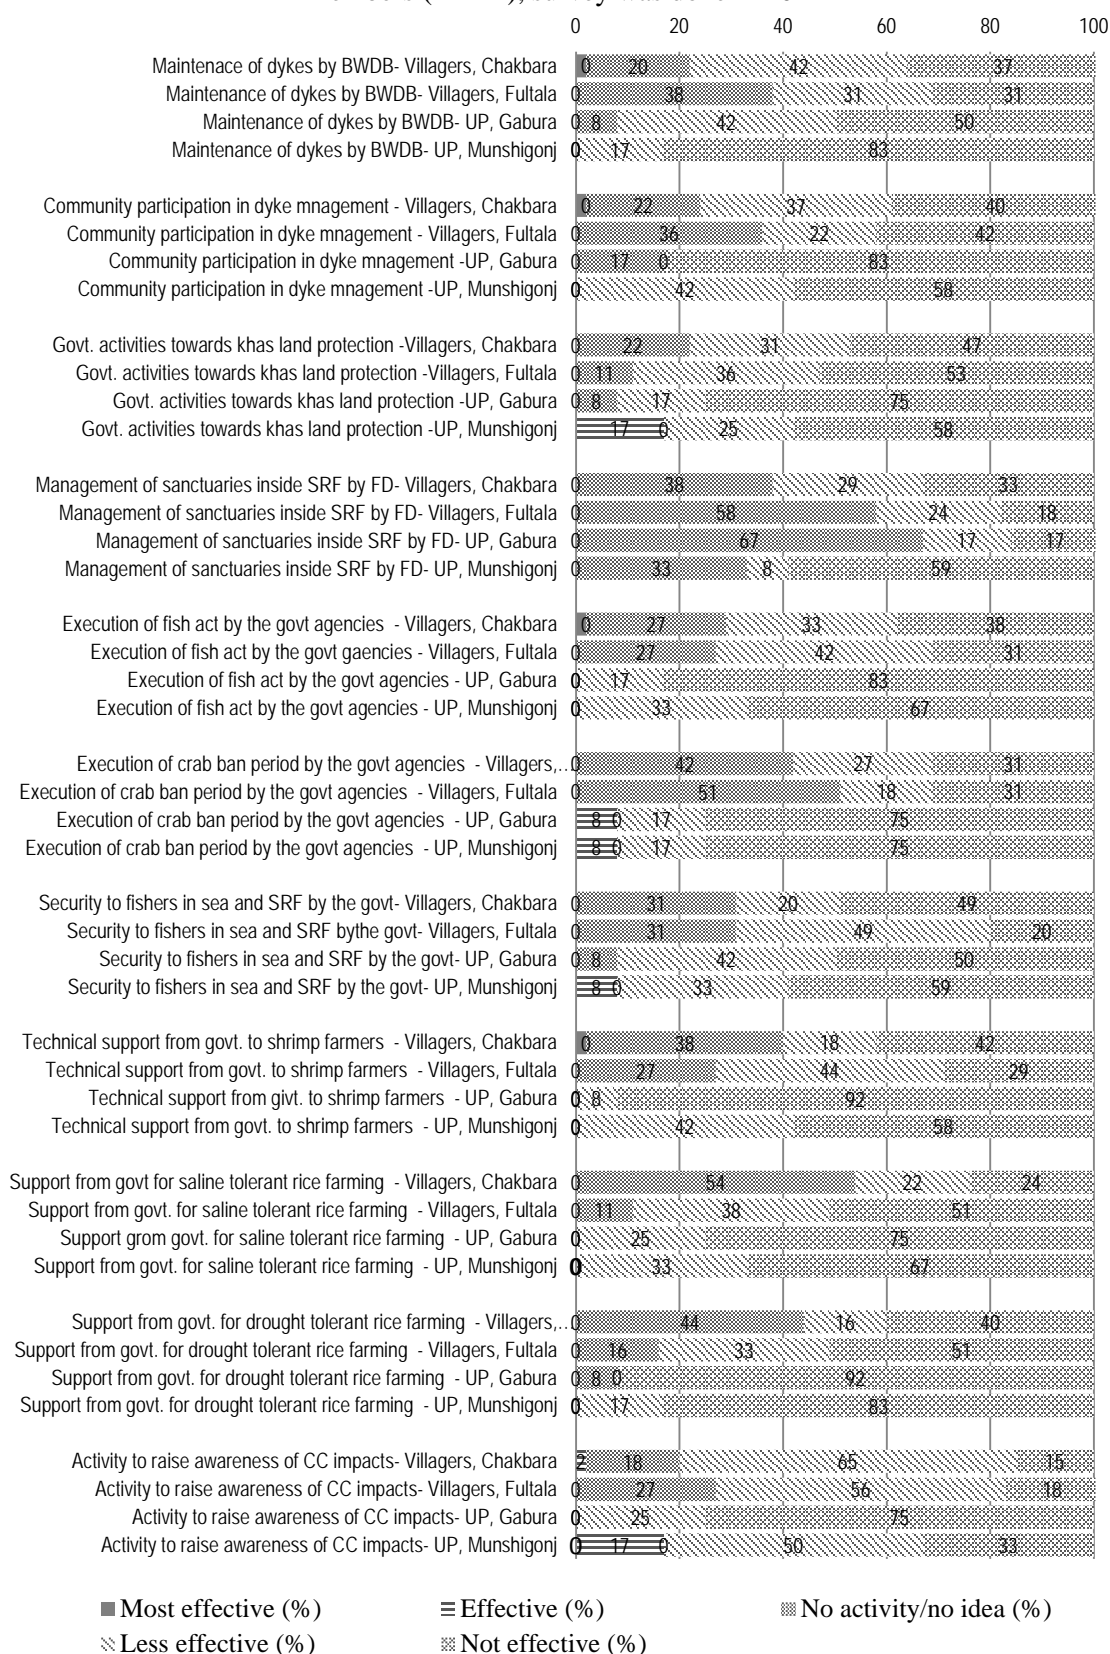 0 20 40 60 80 100
Maintenace of dykes by BWDB- Villagers, Chakbara 0 20 42 37
Maintenance of dykes by BWDB- Villagers, Fultala 0 38 31 31
Maintenance of dykes by BWDB- UP, Gabura 0 8 42 50
Maintenance of dykes by BWDB- UP, Munshigonj 0 17 83
Community participation in dyke mnagement - Villagers, Chakbara 0 22 37 40
Community participation in dyke mnagement - Villagers, Fultala 0 36 22 42
Community participation in dyke mnagement -UP, Gabura 0 17 0 83
Community participation in dyke mnagement -UP, Munshigonj 0 42 58
Govt. activities towards khas land protection -Villagers, Chakbara 0 22 31 47
Govt. activities towards khas land protection -Villagers, Fultala 0 11 36 53
Govt. activities towards khas land protection -UP, Gabura 0 8 17 75
Govt. activities towards khas land protection -UP, Munshigonj 17 0 25 58
Management of sanctuaries inside SRF by FD- Villagers, Chakbara 0 38 29 33
Management of sanctuaries inside SRF by FD- Villagers, Fultala 0 58 24 18
Management of sanctuaries inside SRF by FD- UP, Gabura 0 67 17 17
Management of sanctuaries inside SRF by FD- UP, Munshigonj 0 33 8 59
Execution of fish act by the govt agencies - Villagers, Chakbara 0 27 33 38
Execution of fish act by the govt gaencies - Villagers, Fultala 0 27 42 31
Execution of fish act by the govt agencies - UP, Gabura 0 17 83
Execution of fish act by the govt agencies - UP, Munshigonj 0 33 67
Execution of crab ban period by the govt agencies - Villagers,... 0 42 27 31
Execution of crab ban period by the govt agencies - Villagers, Fultala 0 51 18 31
Execution of crab ban period by the govt agencies - UP, Gabura 8 0 17 75
Execution of crab ban period by the govt agencies - UP, Munshigonj 8 0 17 75
Security to fishers in sea and SRF by the govt- Villagers, Chakbara 0 31 20 49
Security to fishers in sea and SRF bythe govt- Villagers, Fultala 0 31 49 20
Security to fishers in sea and SRF by the govt- UP, Gabura 0 8 42 50
Security to fishers in sea and SRF by the govt- UP, Munshigonj 8 0 33 59
Technical support from govt. to shrimp farmers - Villagers, Chakbara 0 38 18 42
Technical support from govt. to shrimp farmers - Villagers, Fultala 0 27 44 29
Technical support from givt. to shrimp farmers - UP, Gabura 0 8 92
Technical support from govt. to shrimp farmers - UP, Munshigonj 0 42 58
Support from govt for saline tolerant rice farming - Villagers, Chakbara 0 54 22 24
Support from govt. for saline tolerant rice farming - Villagers, Fultala 0 11 38 51
Support grom govt. for saline tolerant rice farming - UP, Gabura 0 25 75
Support from govt. for saline tolerant rice farming - UP, Munshigonj 0 33 67
Support from govt. for drought tolerant rice farming - Villagers,... 0 44 16 40
Support from govt. for drought tolerant rice farming - Villagers, Fultala 0 16 33 51
Support from govt. for drought tolerant rice farming - UP, Gabura 0 8 0 92
Support from govt. for drought tolerant rice farming - UP, Munshigonj 0 17 83
Activity to raise awareness of CC impacts- Villagers, Chakbara 2 18 65 15
Activity to raise awareness of CC impacts- Villagers, Fultala 0 27 56 18
Activity to raise awareness of CC impacts- UP, Gabura 0 25 75
Activity to raise awareness of CC impacts- UP, Munshigonj 0 17 0 50 33
Most effective (%) Effective (%) No activity/no idea (%)
Less effective (%) Not effective (%)